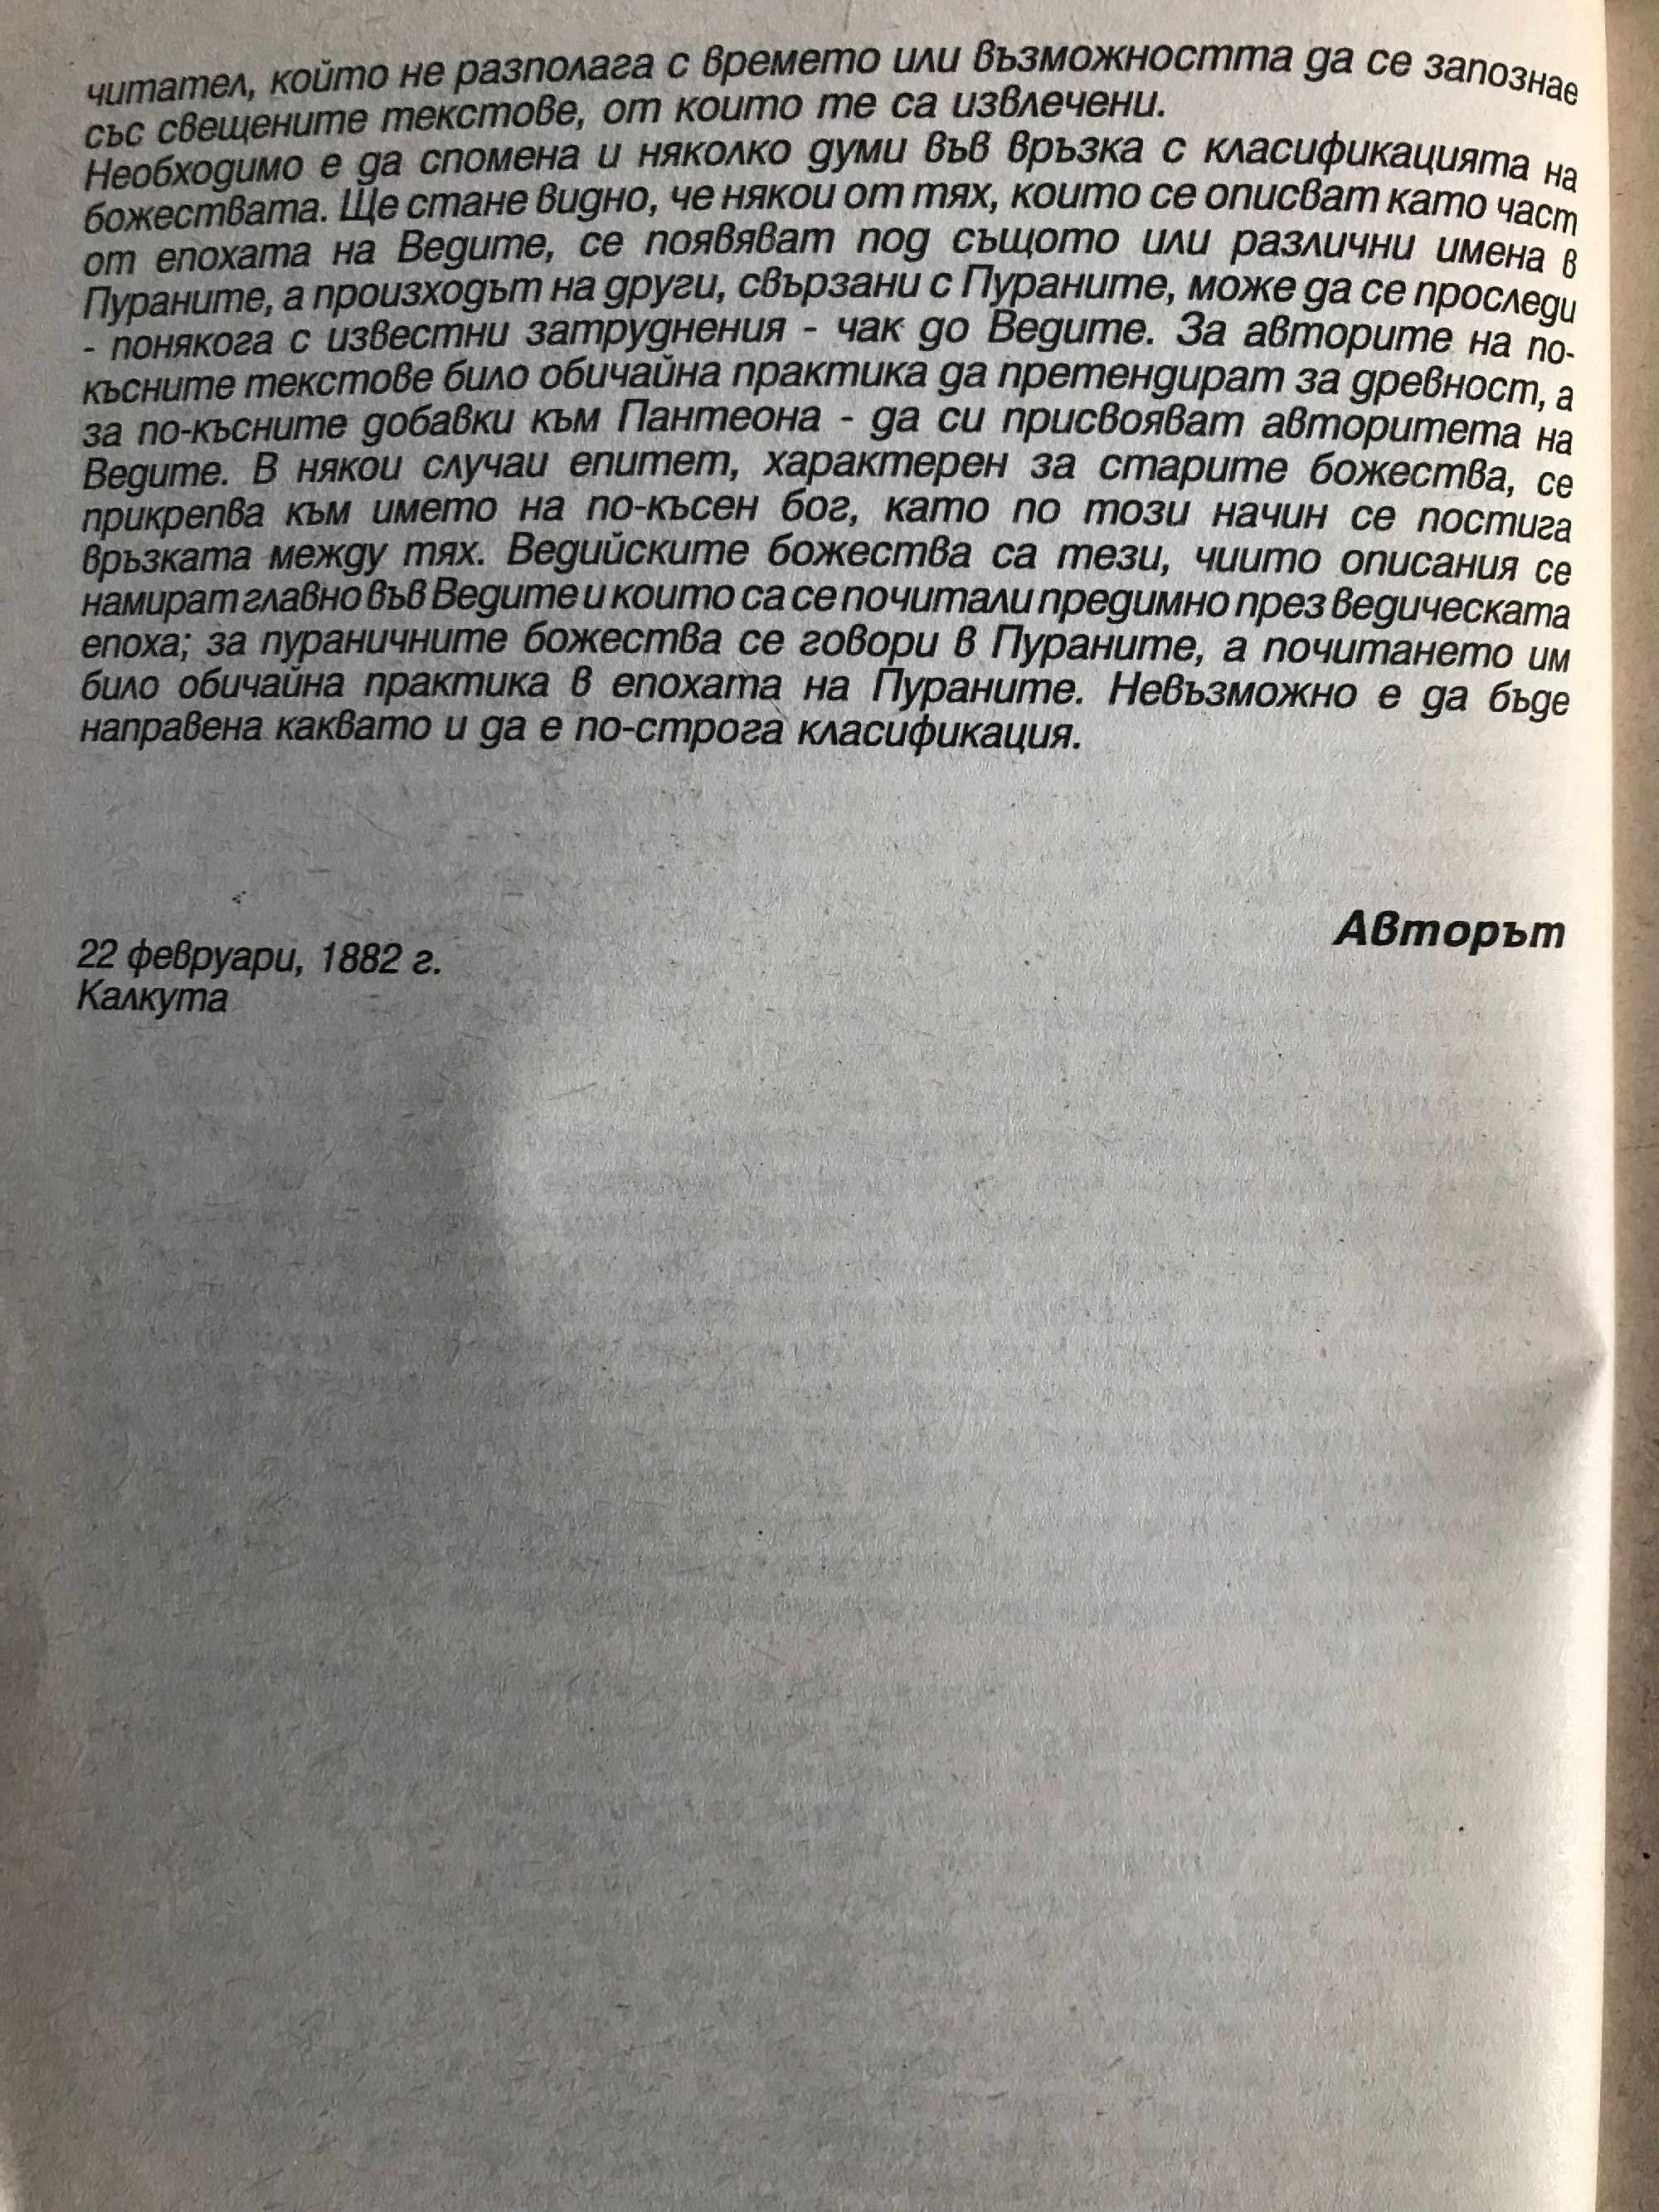 читател, който не разполага с времето или възможността да се запознае
със свещените текстове, от които те са извлечени.
Необходимо е да спомена и няколко думи във връзка с класификацията на
божествата. Ще стане видно, че някои от тях, които се описват като част
от епохата на Ведите, се появяват под същото или различни имена в
Пураните, а произходът на други, свързани с Пураните, може да се проследи
- понякога с известни затруднения - чак до Ведите. За авторите на по-
късните текстове било обичайна практика да претендират за древност, а
за по-късните добавки към Пантеона - да си присвояват авторитета на
Ведите. В някои случаи епитет, характерен за старите божества, се
прикрепва към името на по-късен бог, като по този начин се постига
връзката между тях. Ведийските божества са тези, чиито описания се
намират главно във Ведите и които са се почитали предимно през ведическата
епоха; за пураничните божества се говори в Пураните, а почитането им
било обичайна практика в епохата на Пураните. Невъзможно е да бъде
направена каквато и да е по-строга класификация.
Авторът
22 февруари, 1882 г.
Калкута